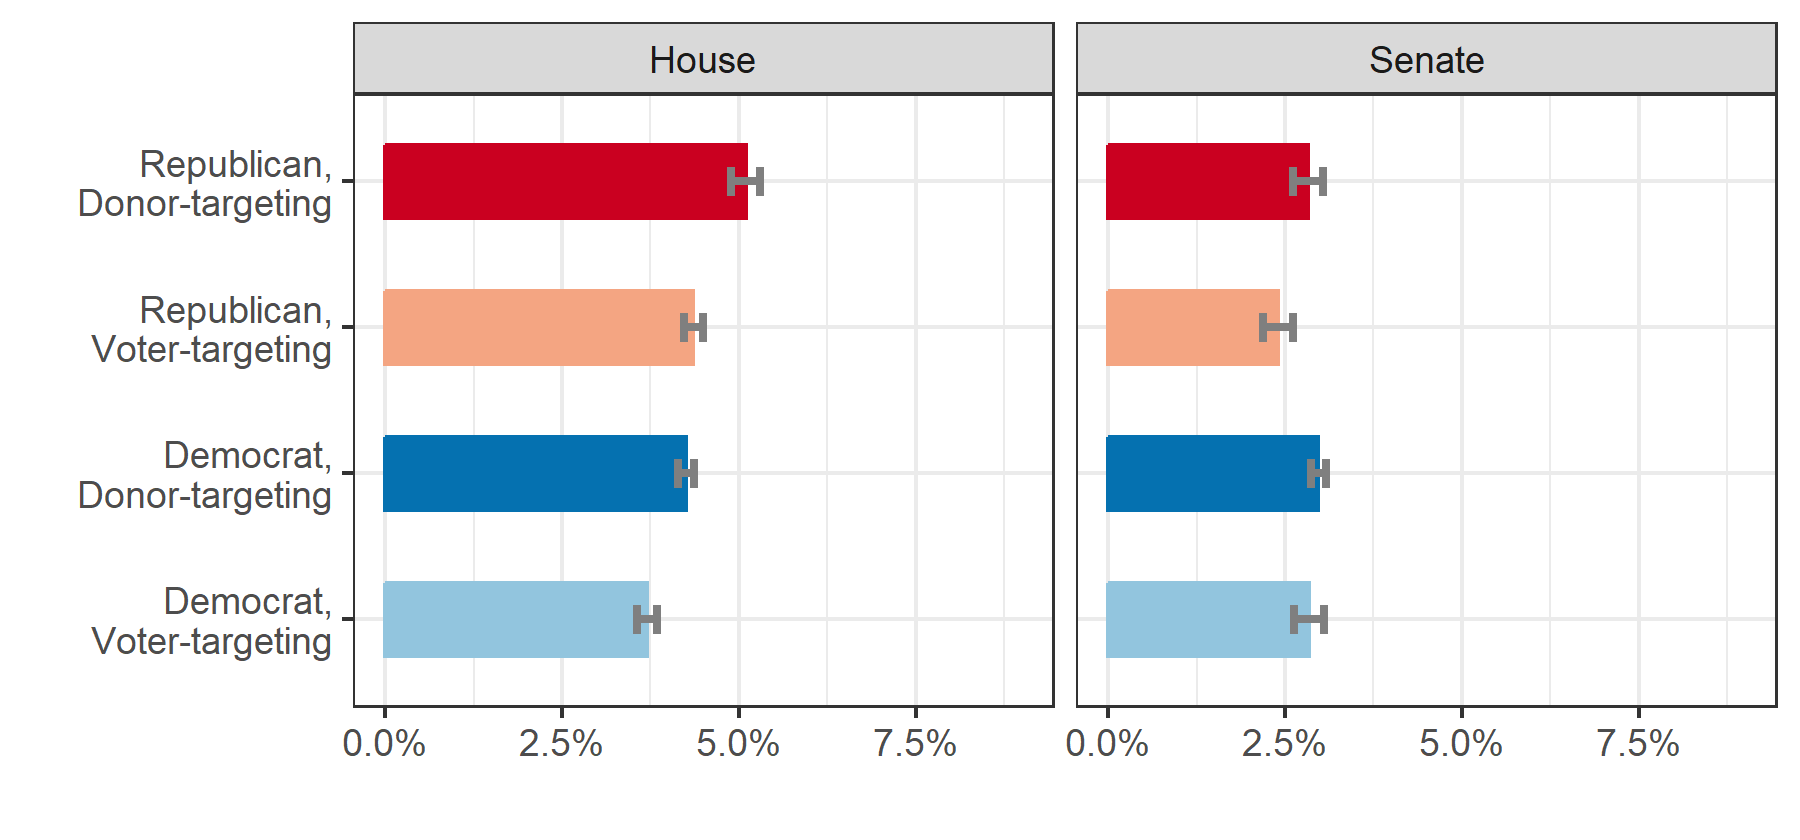 House
Senate
Republican,
Donor-targeting
Republican,
Voter-targeting
Democrat,
Donor-targeting
Democrat,
Voter-targeting
0.0% 2.5% 5.0% 7.5%
0.0% 2.5% 5.0% 7.5%